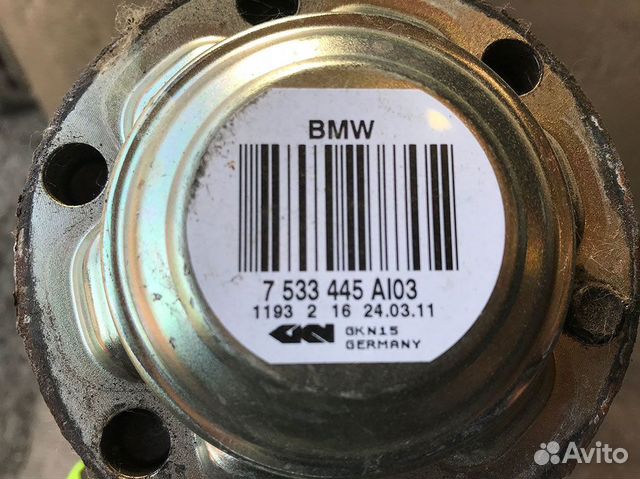 BMW
7 533 445 AI03
1193 2 16 24.03.11
GKN GKN15
GERMANY
Avito